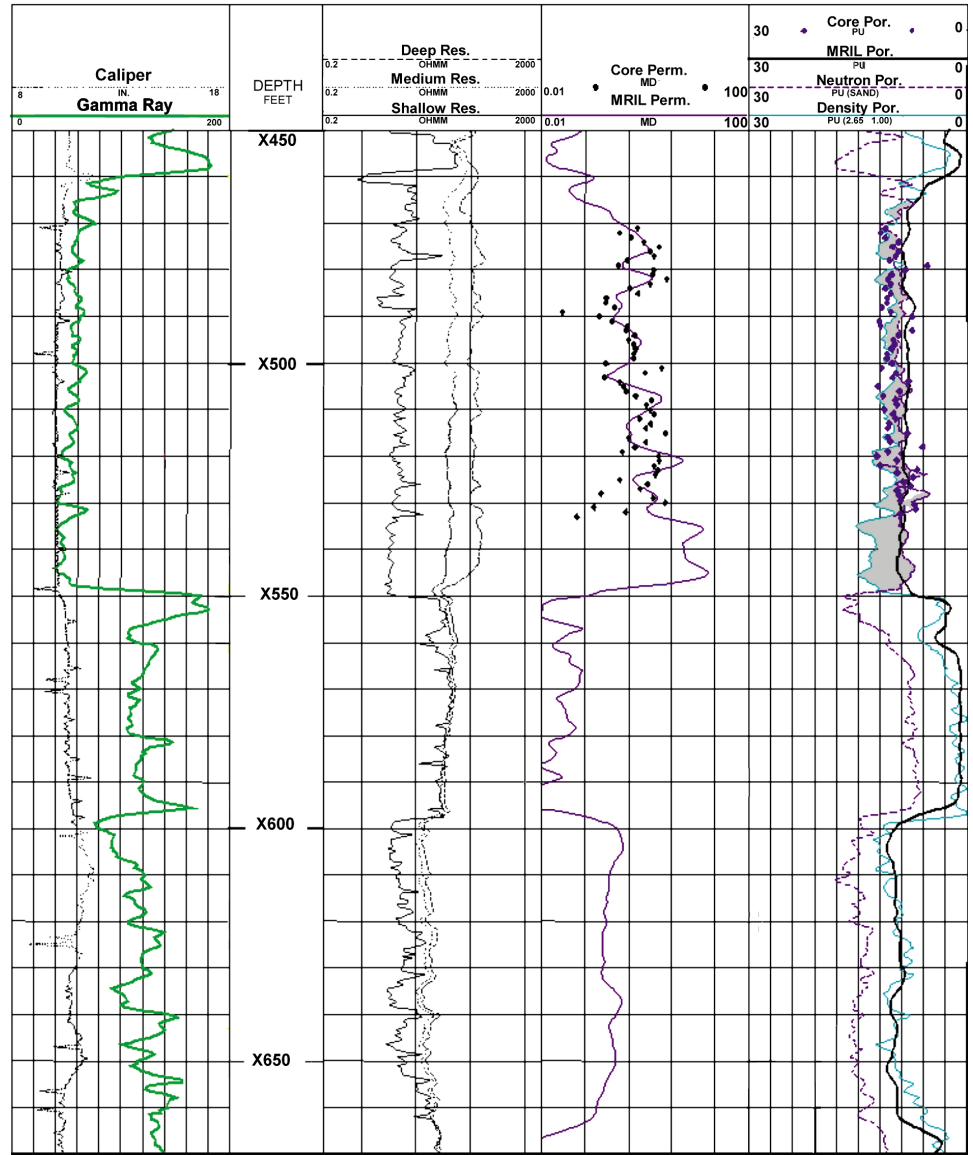 Caliper
8 IN. 18
Gamma Ray
0 200
DEPTH
FEET
Deep Res.
0.2 OHMM 2000
Medium Res.
0.2 OHMM 2000
Shallow Res.
0.2 OHMM 2000
Core Perm.
0.01 MD 100
MRIL Perm.
0.01 MD 100
Core Por.
30 PU 0
MRIL Por.
30 PU 0
Neutron Por.
30 PU (SAND) 0
Density Por.
30 PU (2.65 1.00) 0
X450
X500
X550
X600
X650